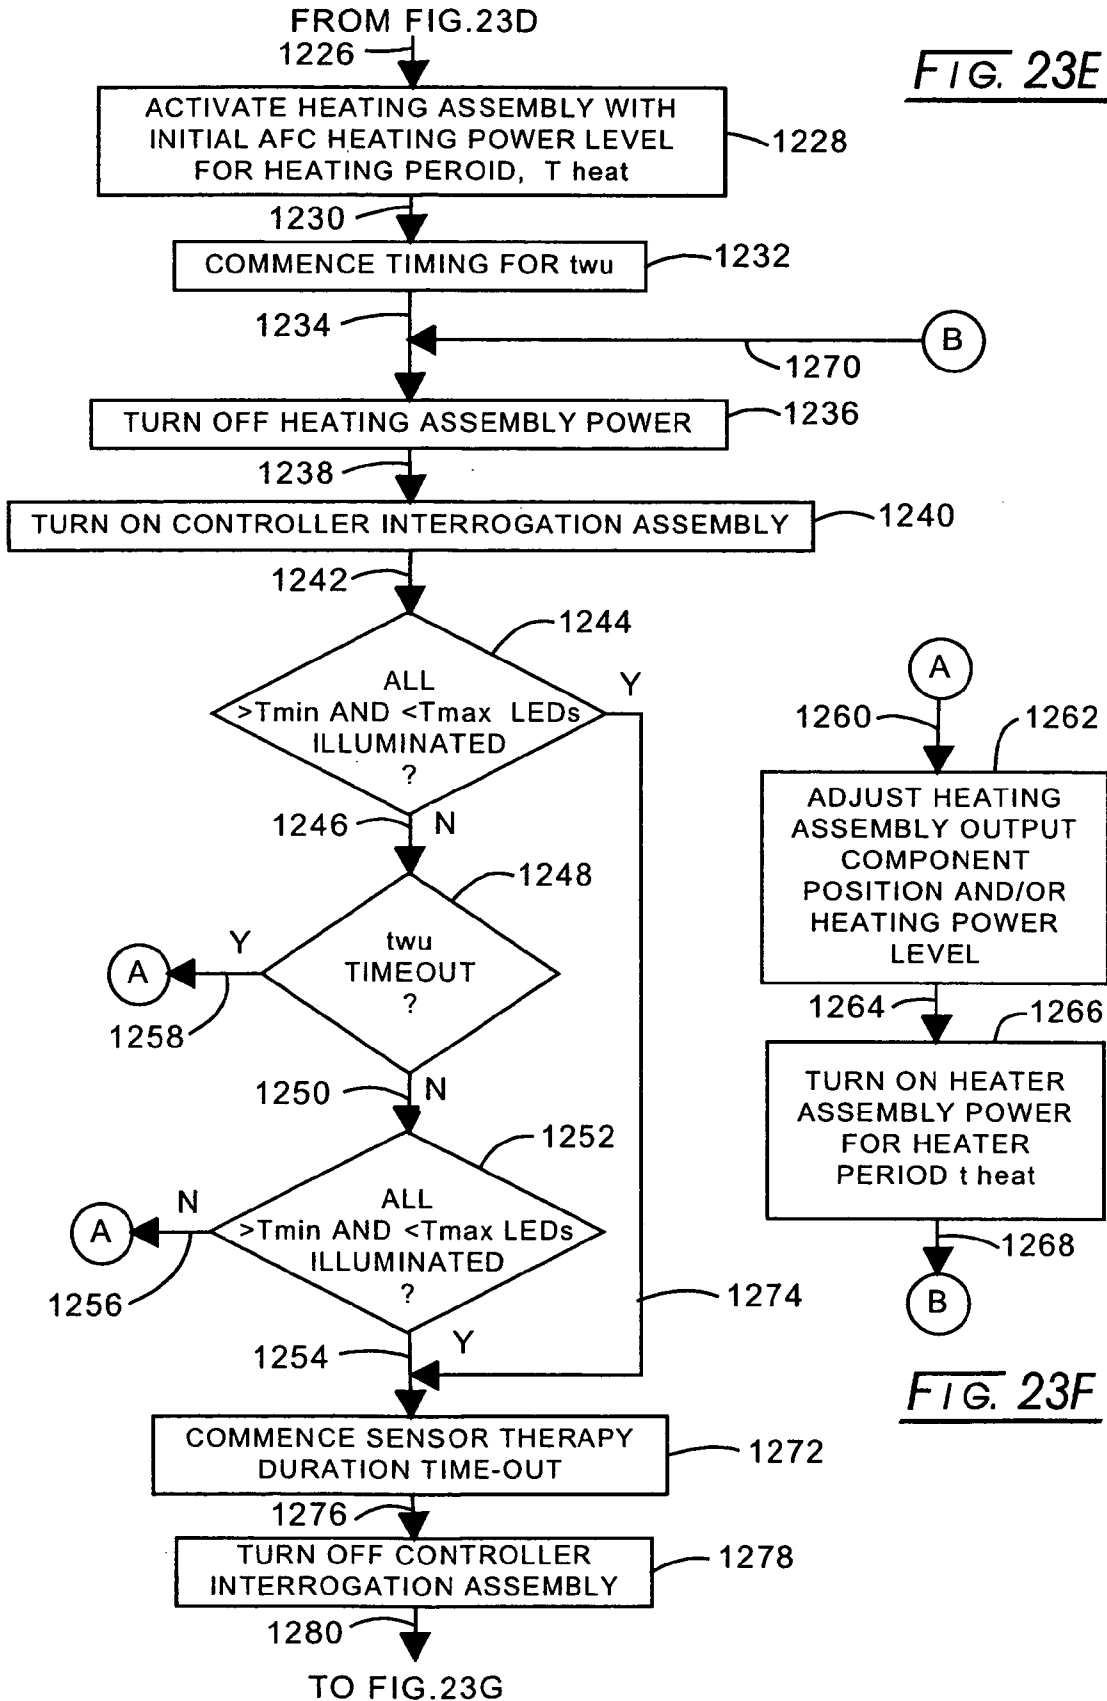 FROM FIG.23D
FIG. 23E
1226
ACTIVATE HEATING ASSEMBLY WITH
INITIAL AFC HEATING POWER LEVEL
FOR HEATING PEROID, T heat
1228
1230
COMMENCE TIMING FOR twu
1232
1234
B
1270
TURN OFF HEATING ASSEMBLY POWER
1236
1238
TURN ON CONTROLLER INTERROGATION ASSEMBLY
1240
1242
1244
ALL
>Tmin AND <Tmax LEDs
ILLUMINATED
?
Y
1246
N
1248
twu
TIMEOUT
?
Y
A
1258
1250
N
1252
ALL
>Tmin AND <Tmax LEDs
ILLUMINATED
?
N
A
1256
1274
1254
Y
COMMENCE SENSOR THERAPY
DURATION TIME-OUT
1272
1276
TURN OFF CONTROLLER
INTERROGATION ASSEMBLY
1278
1280
TO FIG.23G
A
1260
1262
ADJUST HEATING
ASSEMBLY OUTPUT
COMPONENT
POSITION AND/OR
HEATING POWER
LEVEL
1264
1266
TURN ON HEATER
ASSEMBLY POWER
FOR HEATER
PERIOD t heat
1268
B
FIG. 23F